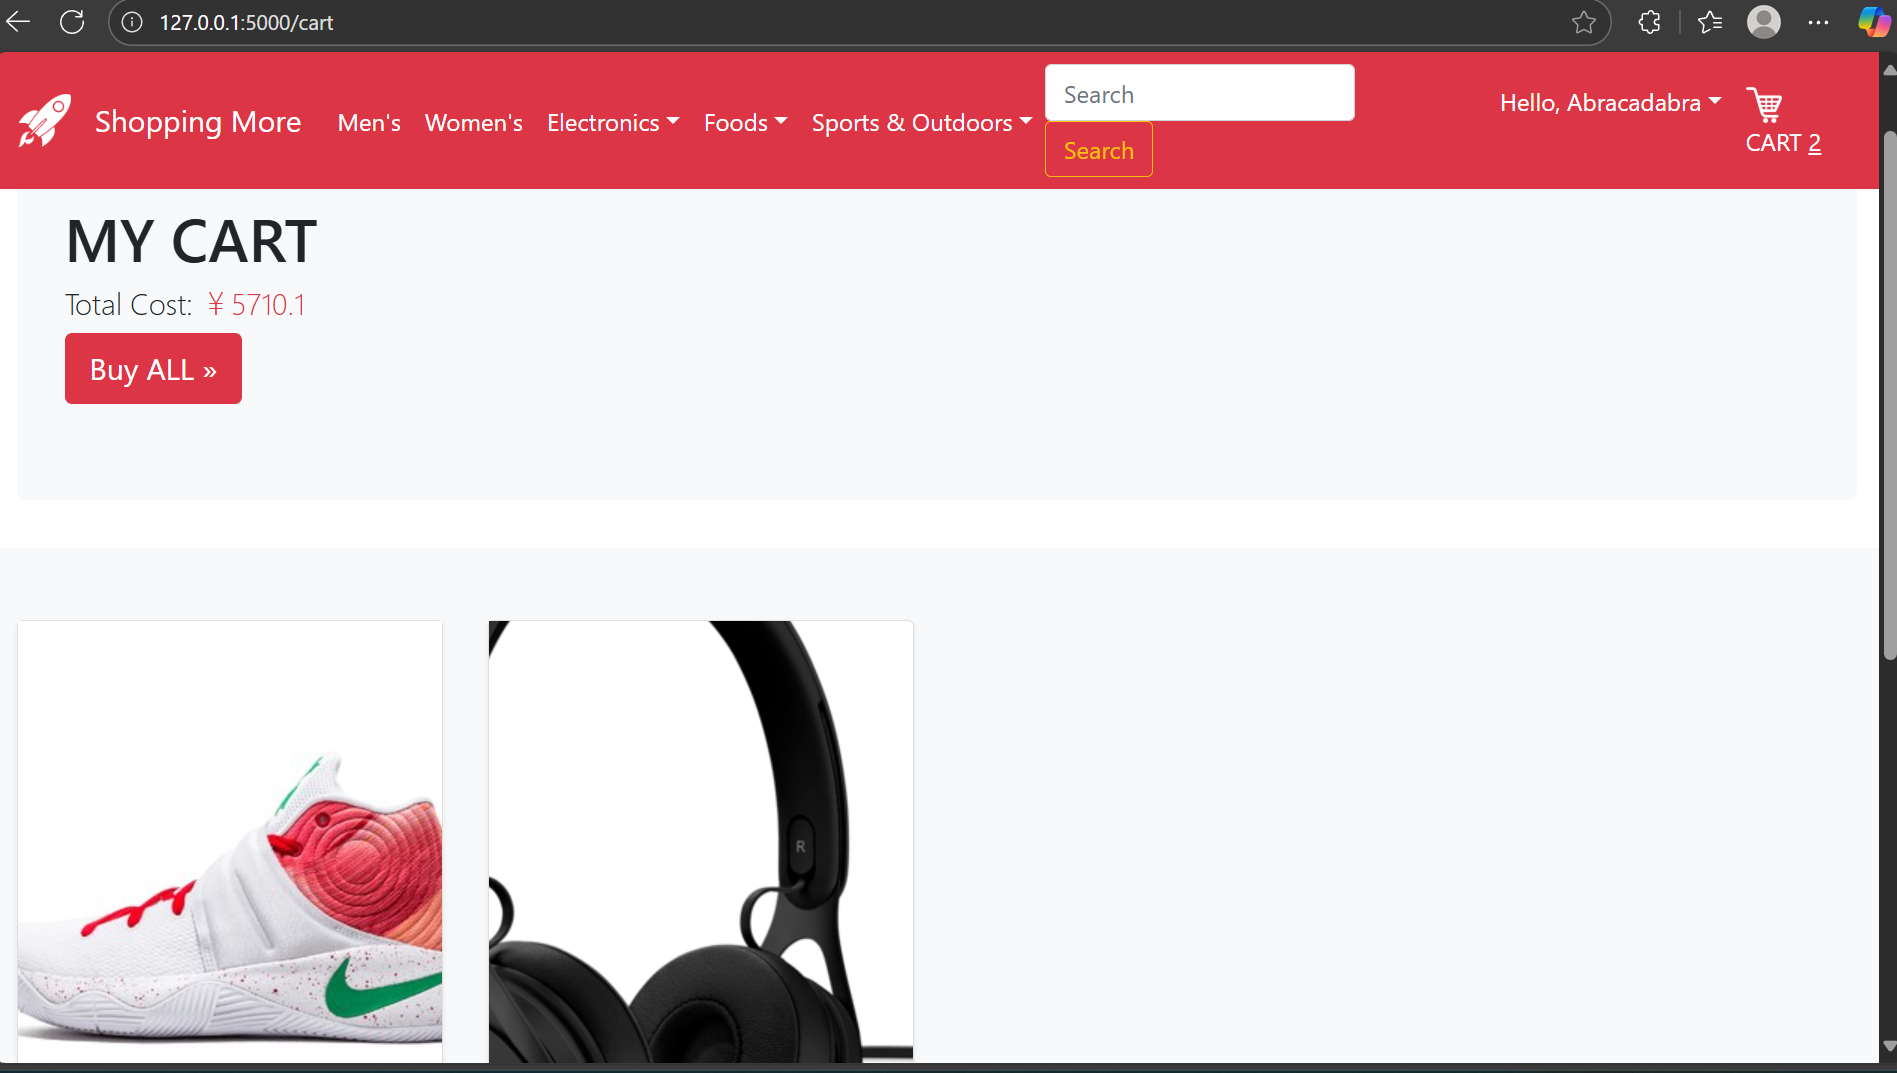 127.0.0.1:5000/cart
Shopping More
Men's
Women's
Electronics
Foods
Sports & Outdoors
Search
Search
Hello, Abracadabra
CART 2
MY CART
Total Cost: ¥ 5710.1
Buy ALL »
R